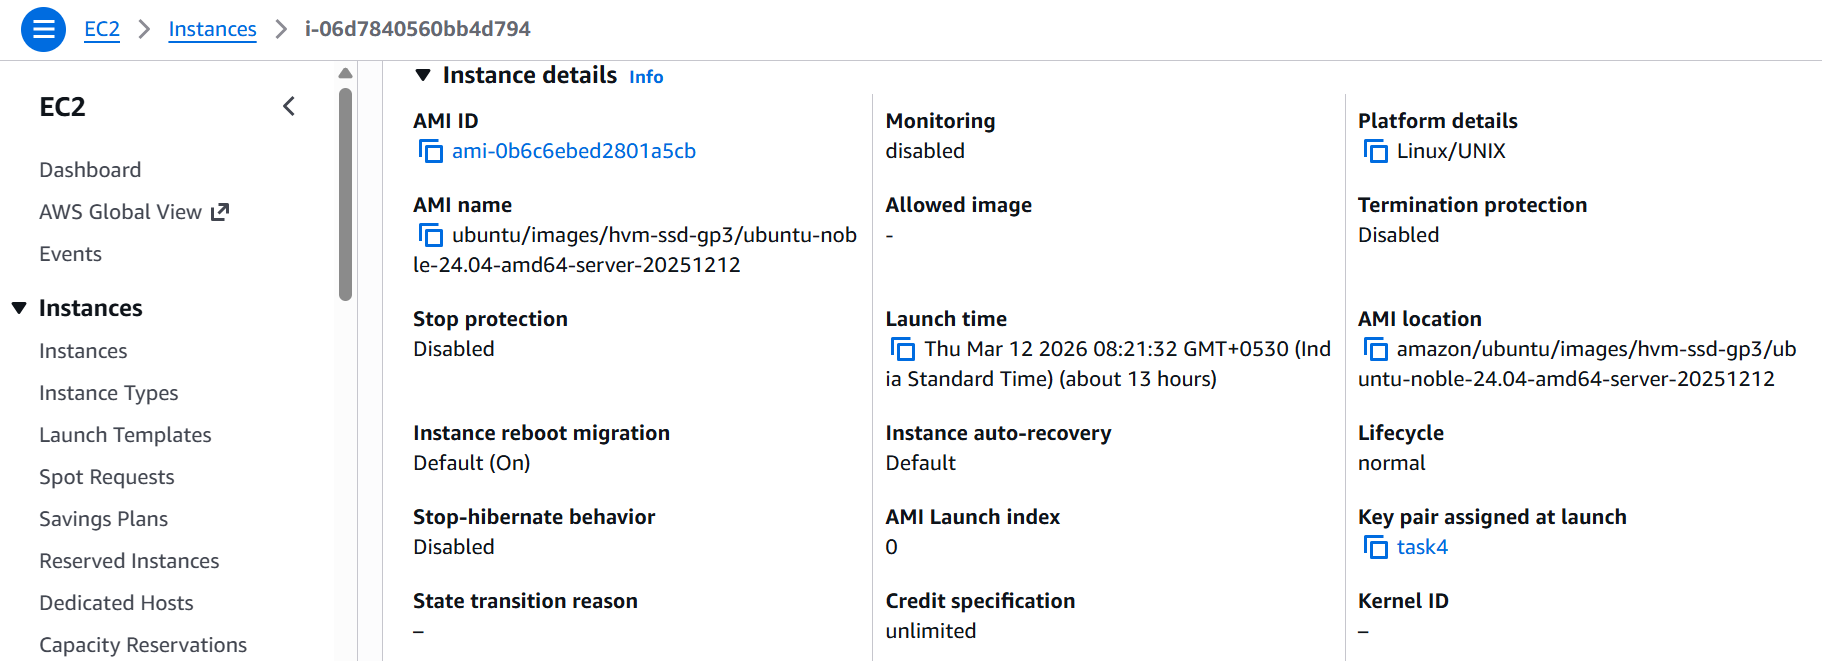 EC2 > Instances > i-06d7840560bb4d794
EC2
Dashboard
AWS Global View
Events
Instances
Instances
Instance Types
Launch Templates
Spot Requests
Savings Plans
Reserved Instances
Dedicated Hosts
Capacity Reservations
Instance details Info
AMI ID
ami-0b6c6ebed2801a5cb
Monitoring
disabled
Platform details
Linux/UNIX
AMI name
ubuntu/images/hvm-ssd-gp3/ubuntu-nob
le-24.04-amd64-server-20251212
Allowed image
-
Termination protection
Disabled
Stop protection
Disabled
Launch time
Thu Mar 12 2026 08:21:32 GMT+0530 (Ind
ia Standard Time) (about 13 hours)
AMI location
amazon/ubuntu/images/hvm-ssd-gp3/ub
untu-noble-24.04-amd64-server-20251212
Instance reboot migration
Default (On)
Instance auto-recovery
Default
Lifecycle
normal
Stop-hibernate behavior
Disabled
AMI Launch index
0
Key pair assigned at launch
task4
State transition reason
–
Credit specification
unlimited
Kernel ID
–